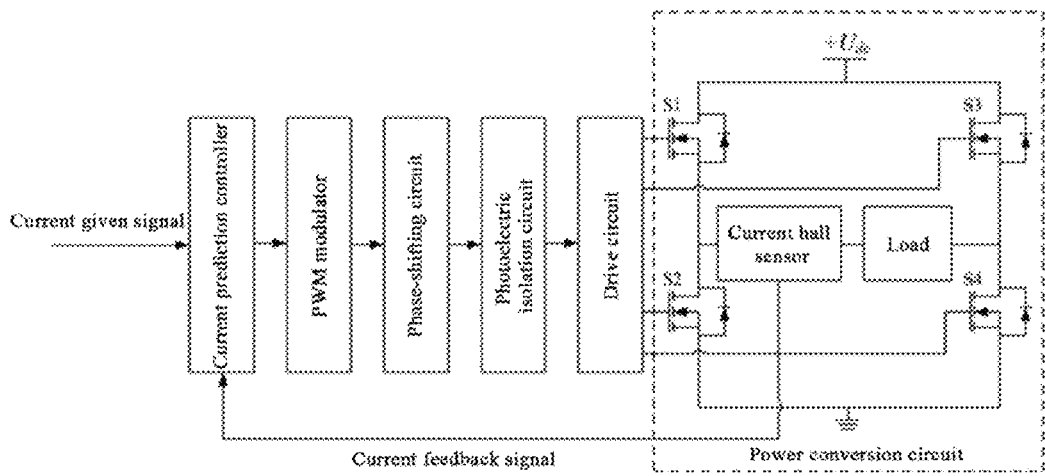 +U_dc
S1
S3
Current given signal
Current prediction controller
PWM modulator
Phase-shifting circuit
Photoelectric
isolation circuit
Drive circuit
Current hall
sensor
Load
S2
S4
Current feedback signal
Power conversion circuit